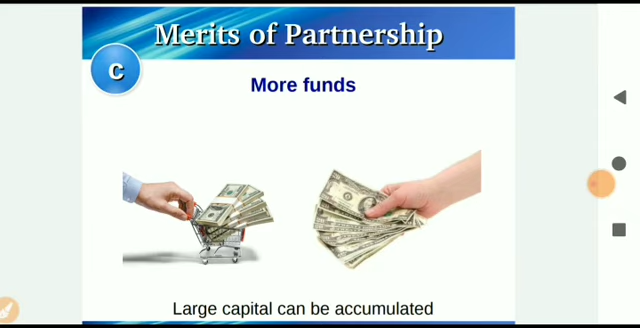 Merits of Partnership
C
More funds
Large capital can be accumulated